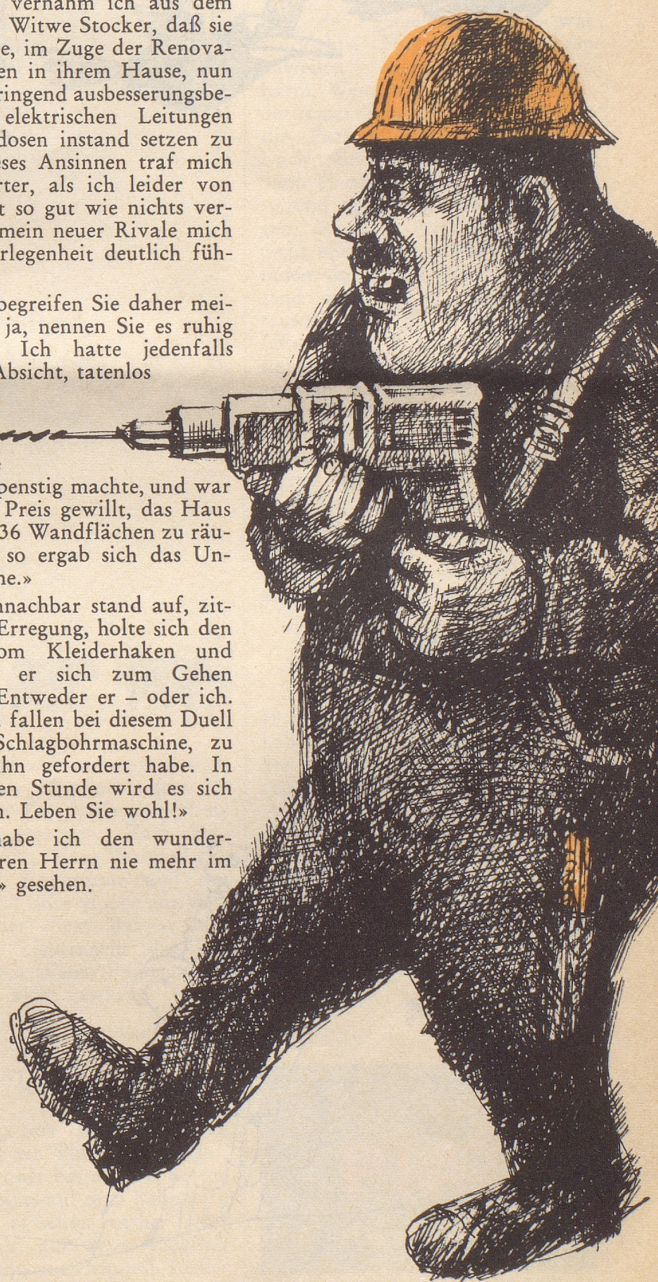 vernahm ich aus dem
Witwe Stocker, daß sie
e, im Zuge der Renova-
en in ihrem Hause, nun
ringend ausbesserungsbe-
elektrischen Leitungen
dosen instand setzen zu
eses Ansinnen traf mich
rter, als ich leider von
t so gut wie nichts ver-
mein neuer Rivale mich
rlegenheit deutlich füh-
begreifen Sie daher mei-
ja, nennen Sie es ruhig
Ich hatte jedenfalls
Absicht, tatenlos
penstig machte, und war
Preis gewillt, das Haus
36 Wandflächen zu räu-
so ergab sich das Un-
ne.»
nnachbar stand auf, zit-
Erregung, holte sich den
om Kleiderhaken und
er sich zum Gehen
Entweder er – oder ich.
fallen bei diesem Duell
Schlagbohrmaschine, zu
ihn gefordert habe. In
en Stunde wird es sich
n. Leben Sie wohl!»
habe ich den wunder-
ren Herrn nie mehr im
» gesehen.